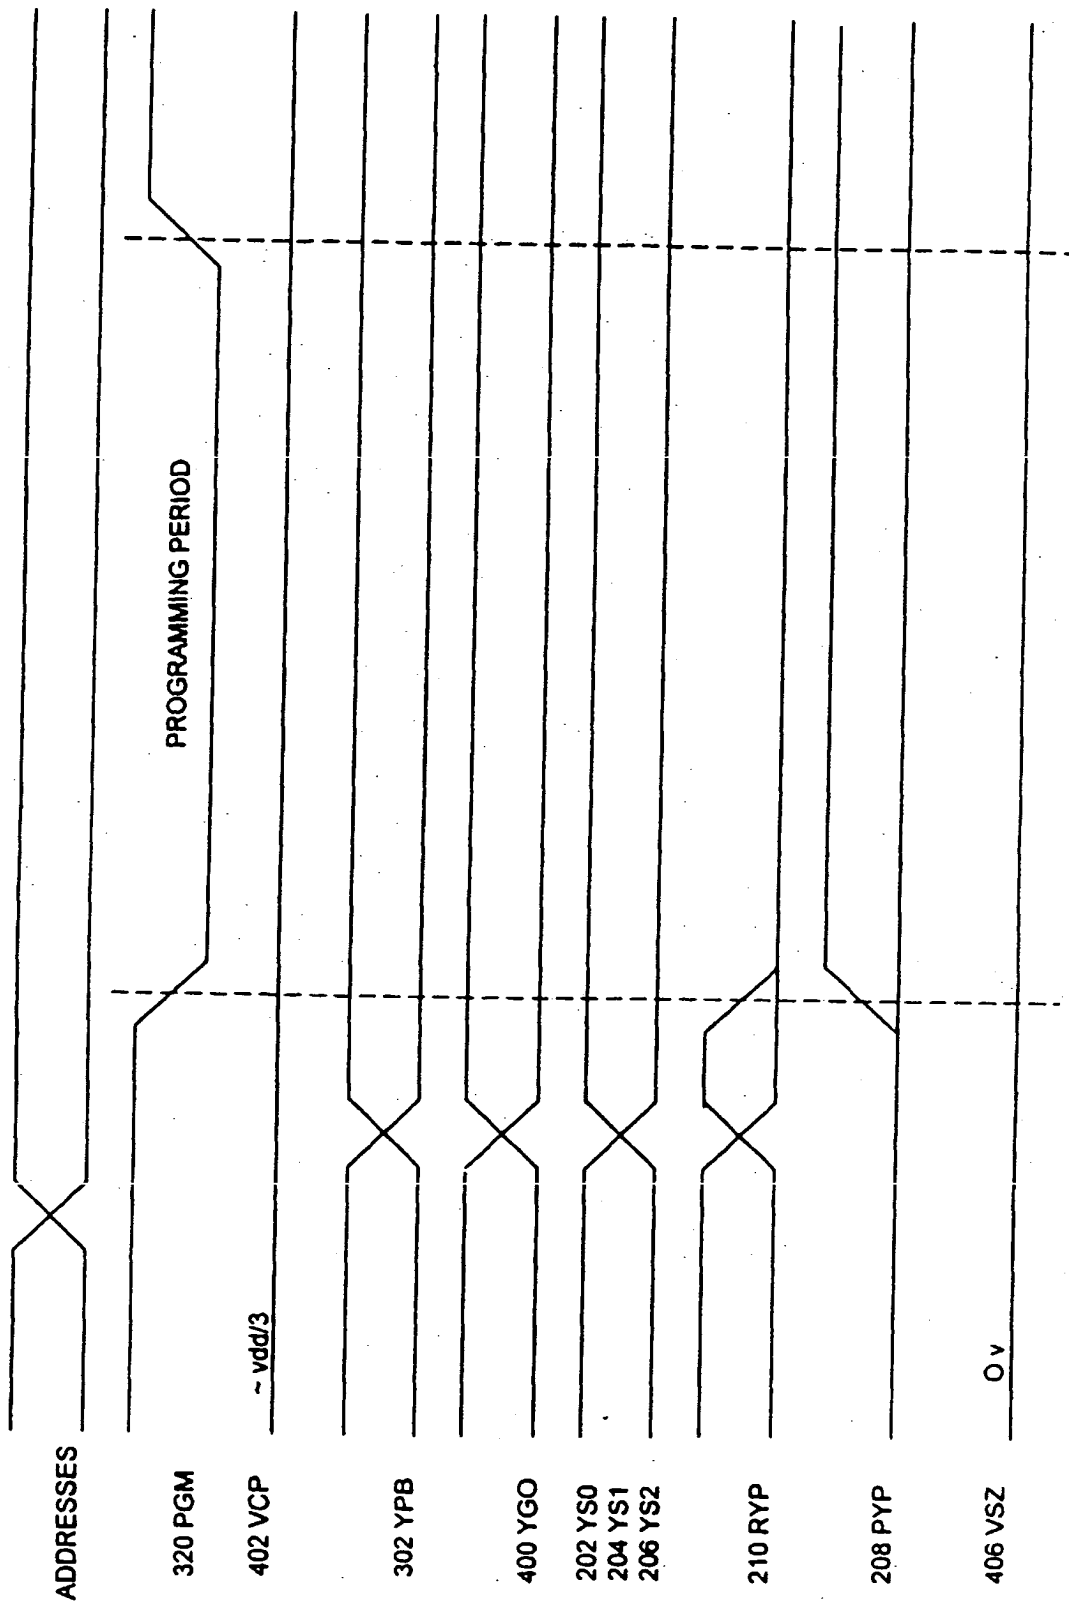 ADDRESSES
320 PGM
PROGRAMMING PERIOD
402 VCP
~ vdd/3
302 YPB
400 YGO
202 YS0
204 YS1
206 YS2
210 RYP
208 PYP
406 VSZ
O v